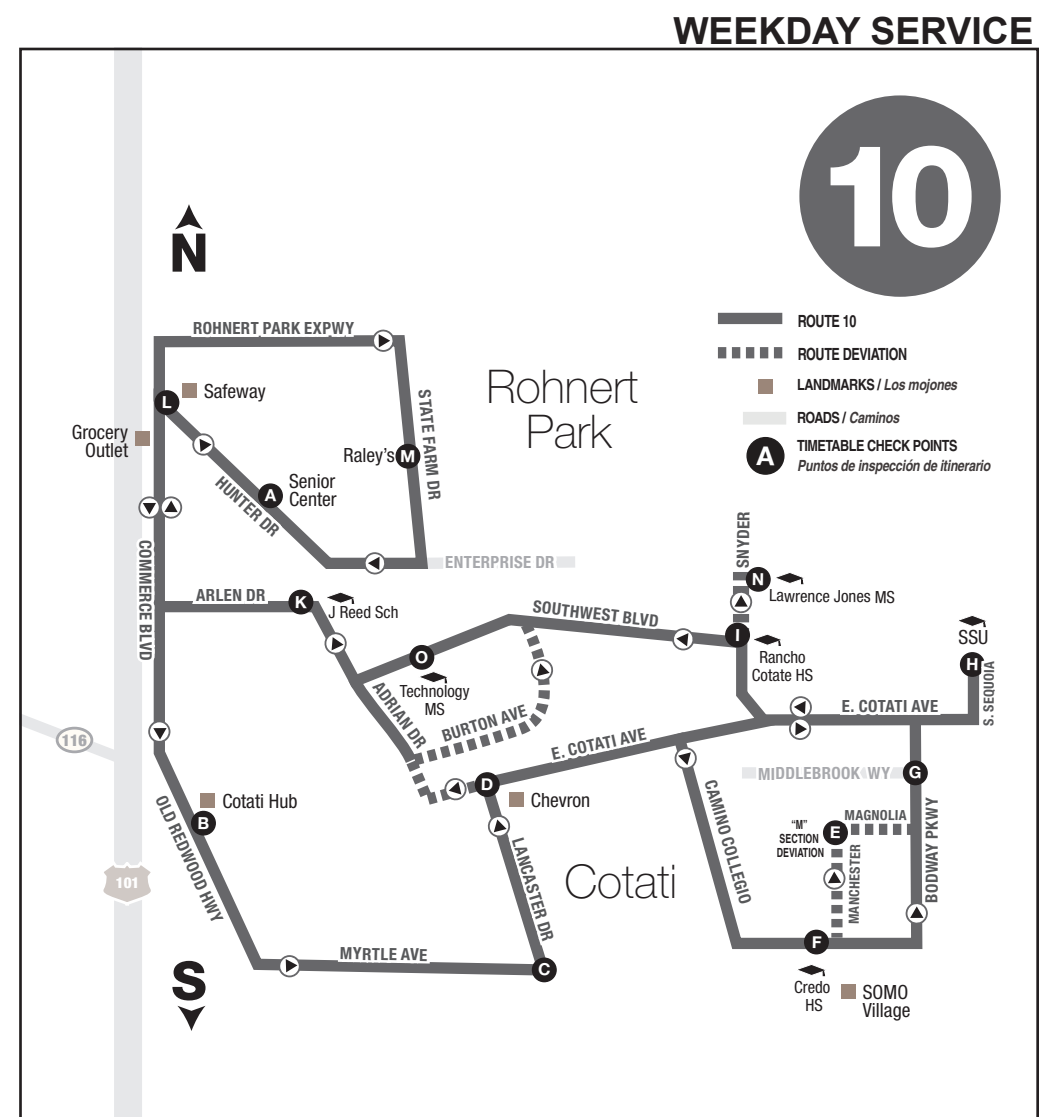 WEEKDAY SERVICE
10
N
ROUTE 10
ROUTE DEVIATION
LANDMARKS / Los mojones
ROADS / Caminos
A
TIMETABLE CHECK POINTS
Puntos de inspección de itinerario
ROHNERT PARK EXPWY
Rohnert
Park
L
Safeway
STATE FARM DR
Grocery
Outlet
Raley's
M
HUNTER DR
A
Senior
Center
COMMERCE BLVD
ENTERPRISE DR
SNYDER
N
Lawrence Jones MS
ARLEN DR
K
J Reed Sch
SOUTHWEST BLVD
I
Rancho
Cotate HS
SSU
H
S. SEQUOIA
O
Technology
MS
ADRIAN DR
BURTON AVE
E. COTATI AVE
E. COTATI AVE
116
MIDDLEBROOK WY
G
D
Chevron
Cotati Hub
B
OLD REDWOOD HWY
CAMINO COLLEGIO
MAGNOLIA
"M"
SECTION
DEVIATION
E
MANCHESTER
BODWAY PKWY
LANCASTER DR
Cotati
101
F
MYRTLE AVE
C
S
Credo
HS
SOMO
Village